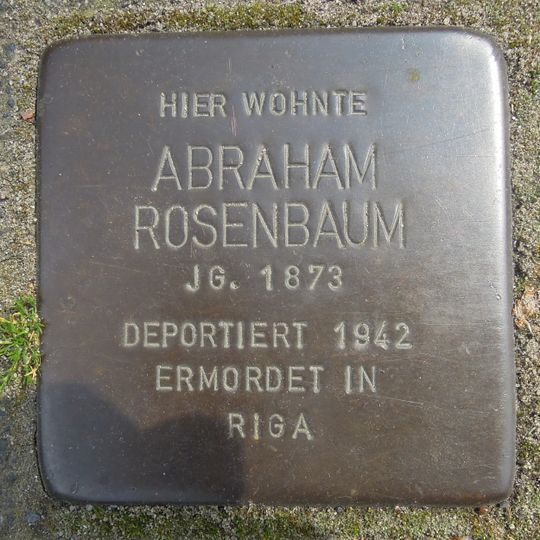 HIER WOHNTE
ABRAHAM
ROSENBAUM
JG. 1873
DEPORTIERT 1942
ERMORDET IN
RIGA